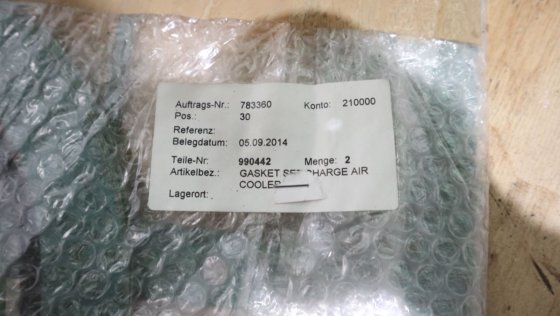 Auftrags-Nr.: 783360 Konto: 210000
Pos.: 30
Referenz:
Belegdatum: 05.09.2014
Teile-Nr: 990442 Menge: 2
Artikelbez.: GASKET SET CHARGE AIR
COOLER
Lagerort: